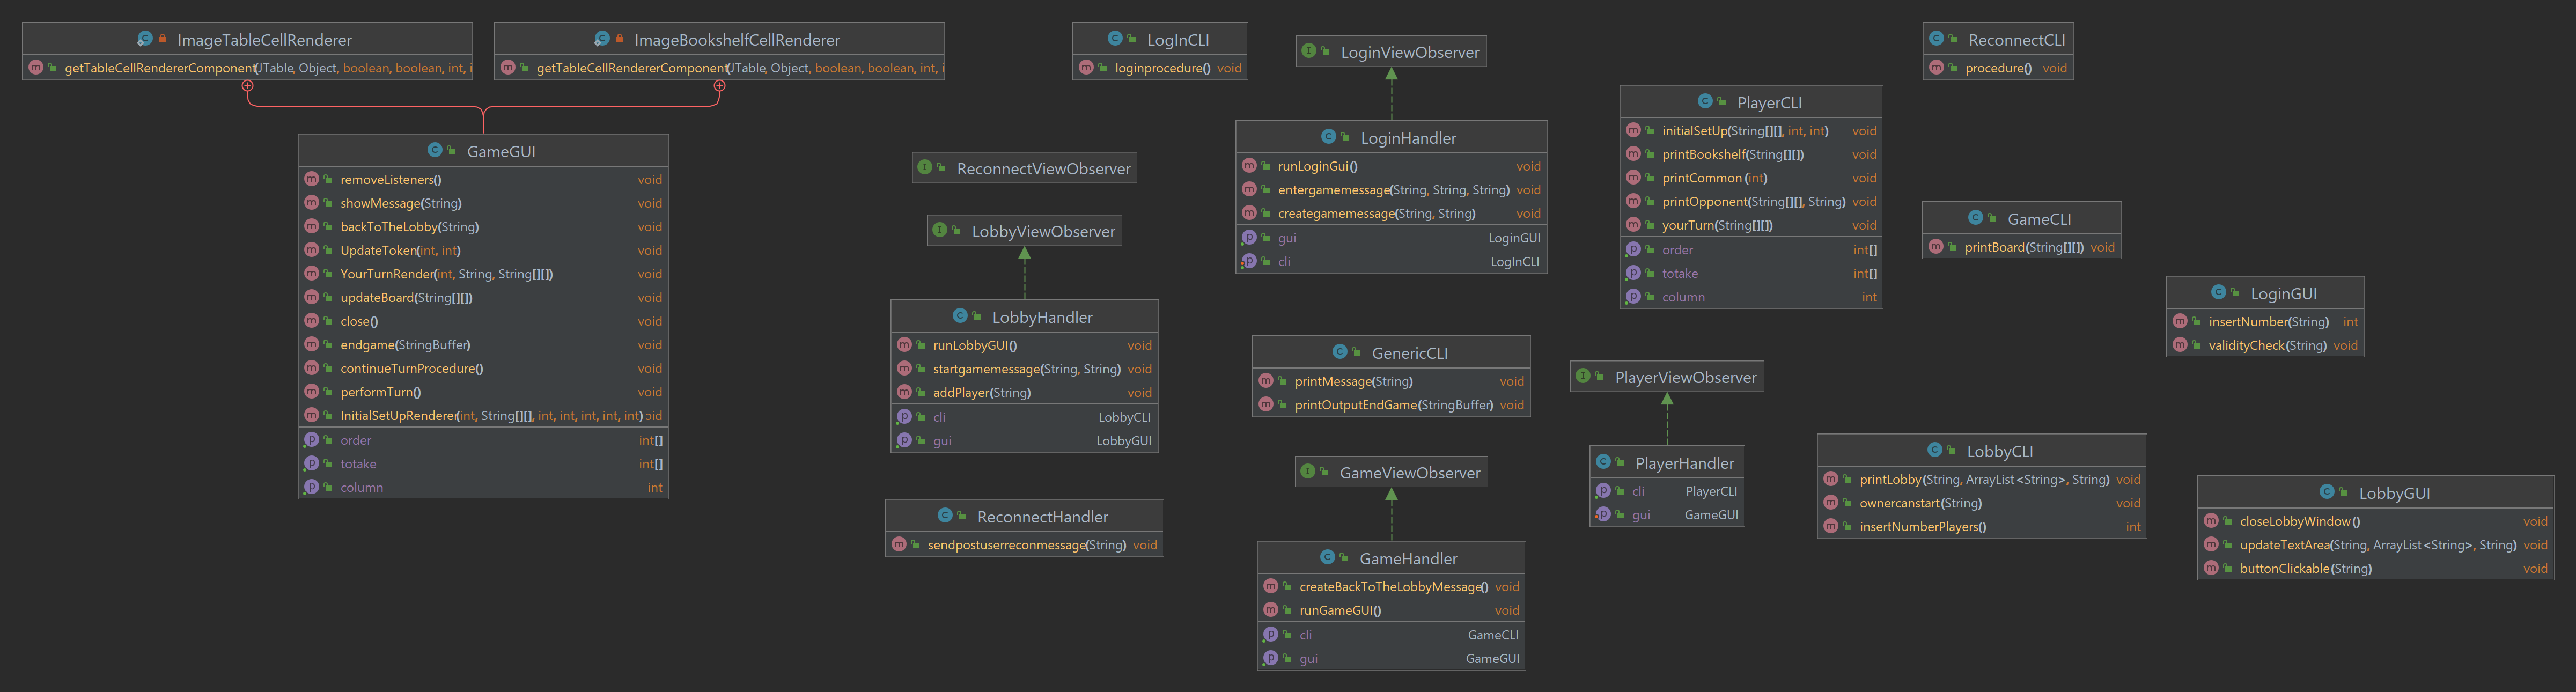 ImageTableCellRenderer
getTableCellRendererComponent(JTable, Object, boolean, boolean, int, i
ImageBookshelfCellRenderer
getTableCellRendererComponent(JTable, Object, boolean, boolean, int, i
GameGUI
removeListeners() void
showMessage(String) void
backToTheLobby(String) void
UpdateToken(int, int) void
YourTurnRender(int, String, String[][]) void
updateBoard(String[][]) void
close() void
endgame(StringBuffer) void
continueTurnProcedure() void
performTurn() void
InitialSetUpRenderer(int, String[][], int, int, int, int, int) oid
order int[]
totake int[]
column int
LogInCLI
loginprocedure() void
ReconnectViewObserver
LobbyViewObserver
LobbyHandler
runLobbyGUI() void
startgamemessage(String, String) void
addPlayer(String) void
cli LobbyCLI
gui LobbyGUI
ReconnectHandler
sendpostuserreconmessage(String) void
LoginViewObserver
LoginHandler
runLoginGui() void
entergamemessage(String, String, String) void
creategamemessage(String, String) void
gui LoginGUI
cli LogInCLI
GenericCLI
printMessage(String) void
printOutputEndGame(StringBuffer) void
GameViewObserver
GameHandler
createBackToTheLobbyMessage() void
runGameGUI() void
cli GameCLI
gui GameGUI
PlayerCLI
initialSetUp(String[][], int, int) void
printBookshelf(String[][]) void
printCommon(int) void
printOpponent(String[][], String) void
yourTurn(String[][]) void
order int[]
totake int[]
column int
PlayerViewObserver
PlayerHandler
cli PlayerCLI
gui GameGUI
ReconnectCLI
procedure() void
GameCLI
printBoard(String[][]) void
LobbyCLI
printLobby(String, ArrayList<String>, String) void
ownercanstart(String) void
insertNumberPlayers() int
LoginGUI
insertNumber(String) int
validityCheck(String) void
LobbyGUI
closeLobbyWindow() void
updateTextArea(String, ArrayList<String>, String) void
buttonClickable(String) void